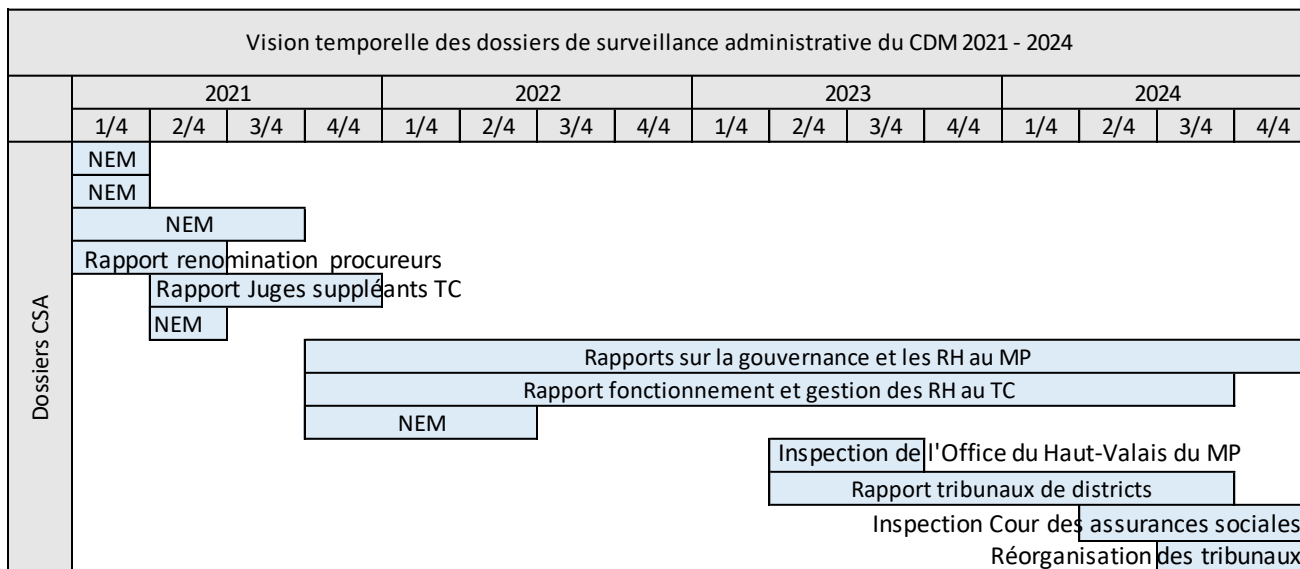 Vision temporelle des dossiers de surveillance administrative du CDM 2021 - 2024
2021 2022 2023 2024
1/4 2/4 3/4 4/4 1/4 2/4 3/4 4/4 1/4 2/4 3/4 4/4 1/4 2/4 3/4 4/4
Dossiers CSA
NEM
NEM
NEM
Rapport renomination procureurs
Rapport Juges suppléants TC
NEM
Rapports sur la gouvernance et les RH au MP
Rapport fonctionnement et gestion des RH au TC
NEM
Inspection de l'Office du Haut-Valais du MP
Rapport tribunaux de districts
Inspection Cour des assurances sociales
Réorganisation des tribunaux